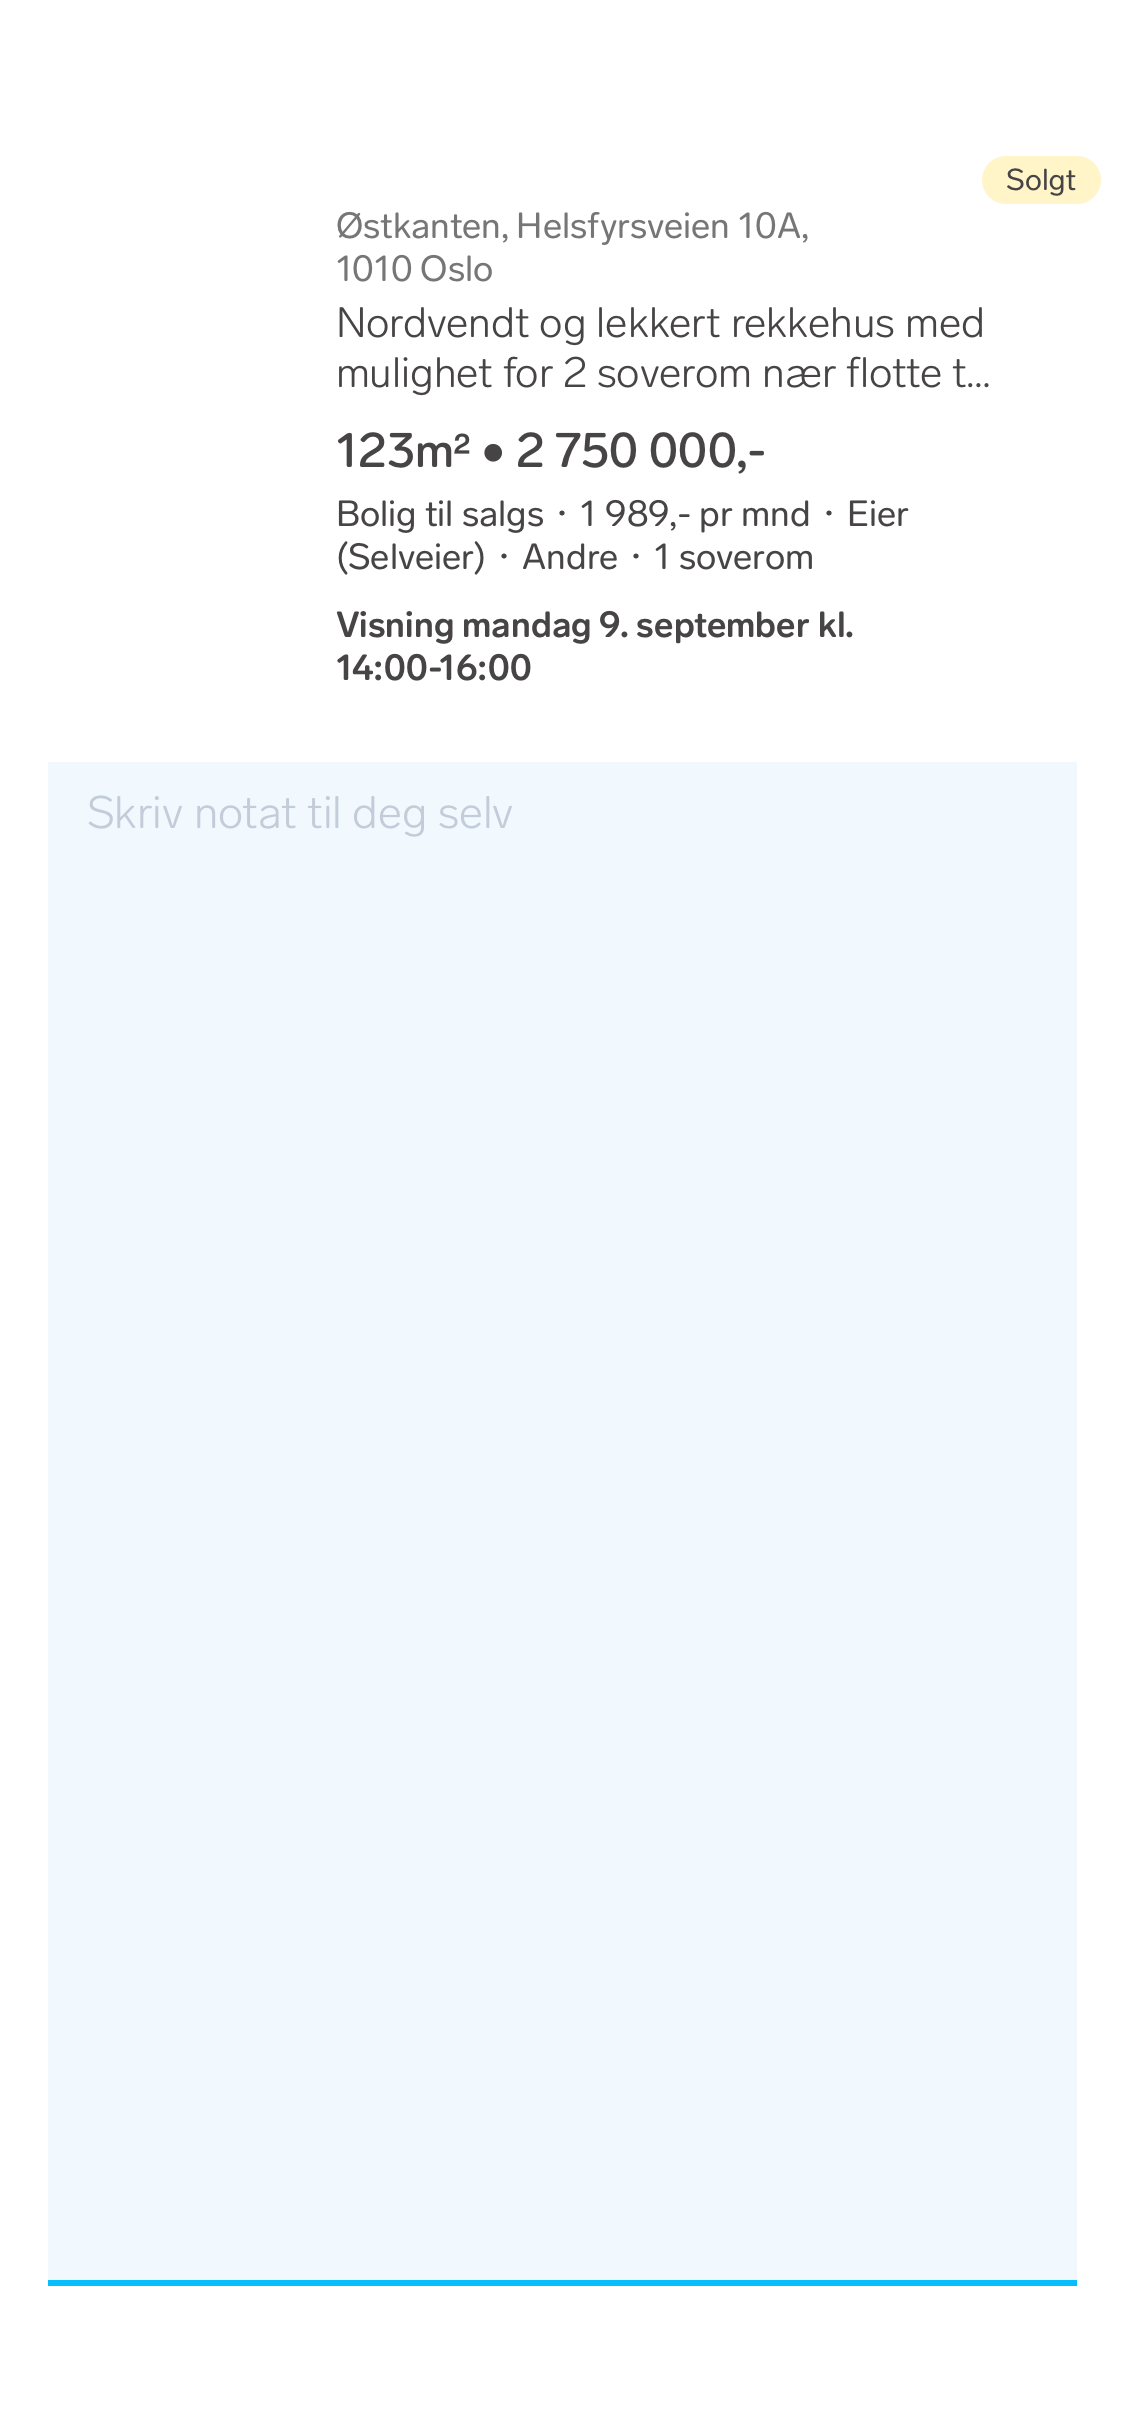 Solgt
Østkanten, Helsfyrsveien 10A,
1010 Oslo
Nordvendt og lekkert rekkehus med
mulighet for 2 soverom nær flotte t...
123m² • 2 750 000,-
Bolig til salgs · 1 989,- pr mnd · Eier
(Selveier) · Andre · 1 soverom
Visning mandag 9. september kl.
14:00-16:00
Skriv notat til deg selv